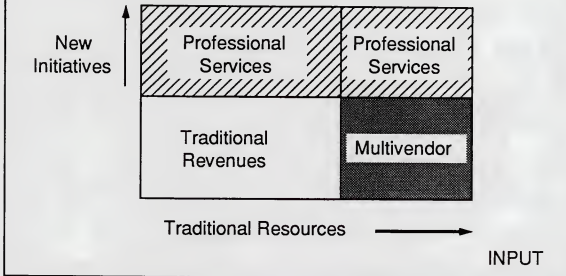 New
Initiatives
Professional
Services
Professional
Services
Traditional
Revenues
Multivendor
Traditional Resources
INPUT